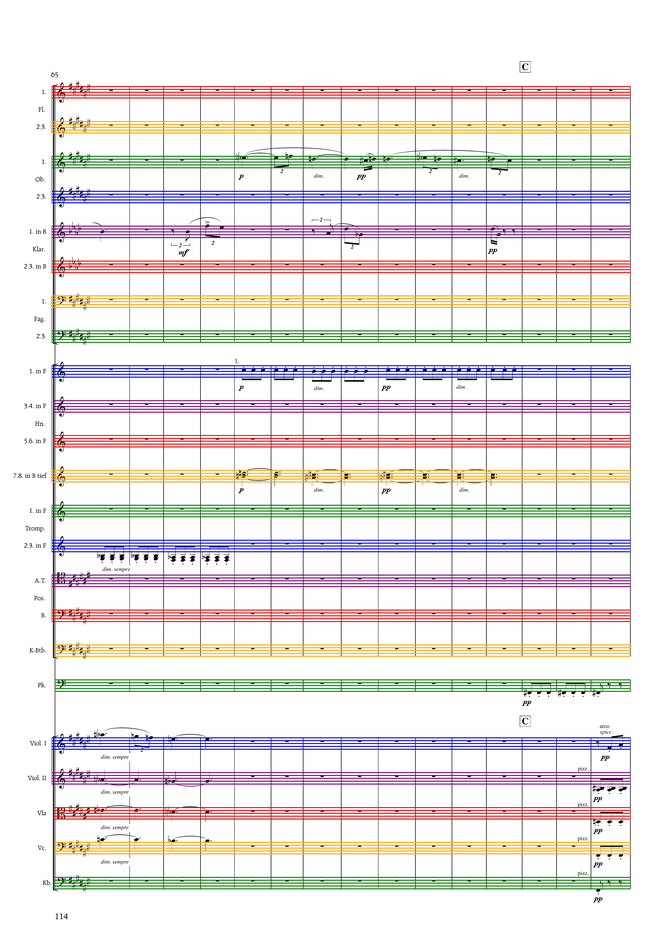 C
65
1.
Fl.
2.3.
1.
Ob.
p 2 dim. pp 2 dim. 2
2.3.
1. in B
2 mf 2 2 2 pp
Klar.
2.3. in B
1.
Fag.
2.3.
1.
1. in F
p dim. pp dim.
3.4. in F
Hn.
5.6. in F
7.8. in B tief
p dim. pp dim.
1. in F
Tromp.
2.3. in F
dim. sempre
A.T.
Pos.
B.
K-Btb.
Pk.
pp
C
arco
spicc.
Viol. I
2
dim. sempre pp
pizz.
Viol. II
dim. sempre pp
pizz.
Vla
dim. sempre pp
pizz.
Vc.
dim. sempre pp
pizz.
Kb.
pp
114